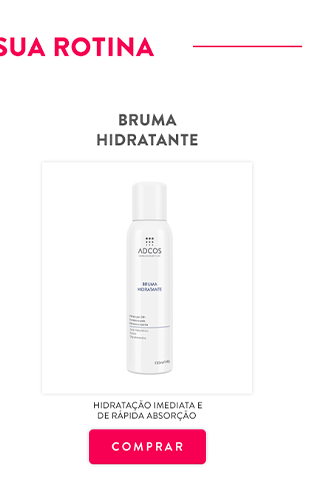 SUA ROTINA
BRUMA
HIDRATANTE
ADCOS
BRUMA
HIDRATANTE
HIDRATAÇÃO IMEDIATA E
DE RÁPIDA ABSORÇÃO
COMPRAR